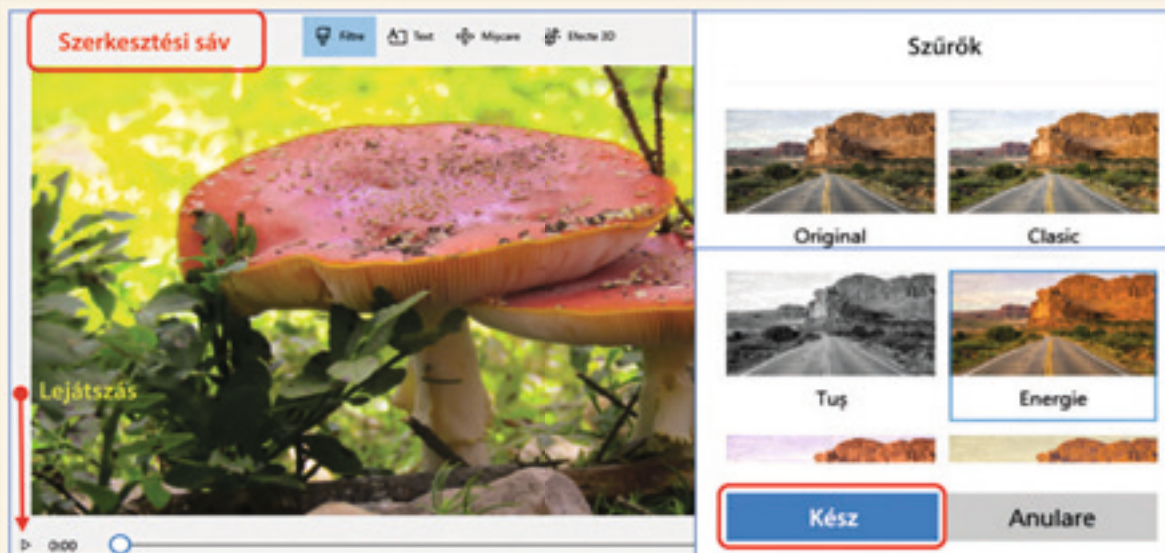 Szerkesztési sáv
Filtre Text Mișcare Efecte 3D
Lejátszás
0:00
Szűrők
Original Clasic
Tuș Energie
Kész Anulare